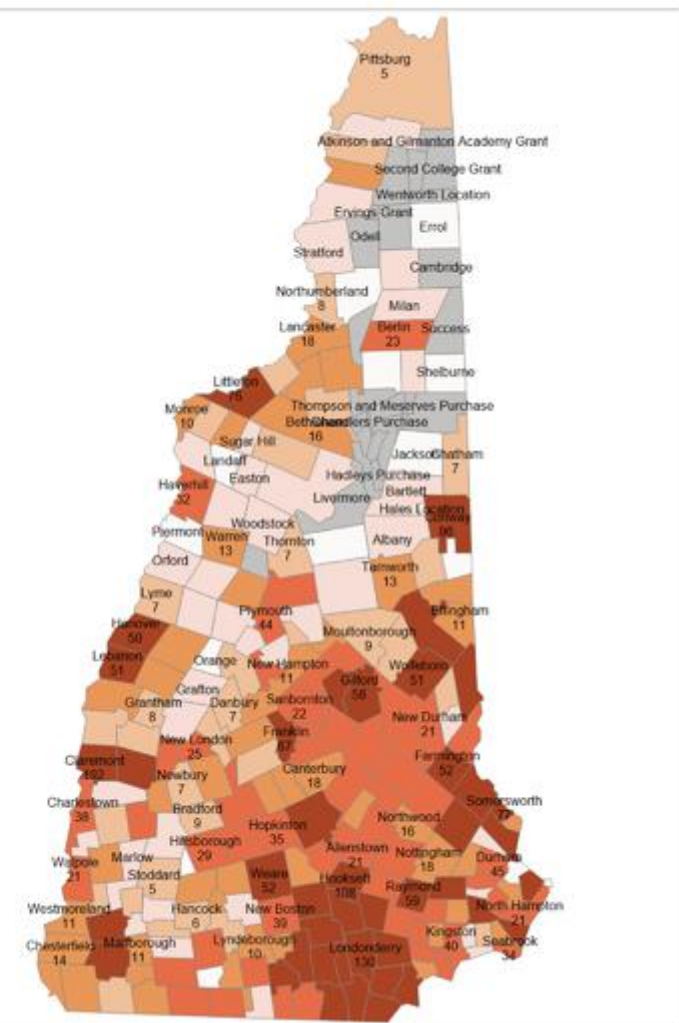 Pittsburg
5
Atkinson and Gilmanton Academy Grant
Second College Grant
Wentworth Location
Ervings Grant
Errol
Odell
Stratford
Cambridge
Northumberland
8
Milan
Lancaster
18
Berlin
23
Success
Shelburne
Littleton
76
Thompson and Meserves Purchase
Monroe
10
Chandlers Purchase
16
Sugar Hill
Chatham
7
Landaff
Easton
Hadleys Purchase
Bartlett
Haverhill
32
Livermore
Hales Location
Conway
96
Woodstock
Piermont
Warren
13
Thornton
7
Albany
Orford
Tamworth
13
Lyme
7
Plymouth
44
Effingham
11
Hanover
50
Moultonborough
9
Lebanon
51
Orange
New Hampton
11
Wolfeboro
51
Gilford
58
Grafton
Grantham
8
Danbury
7
Sanbornton
22
New Durham
21
Franklin
87
New London
25
Farmington
52
Claremont
Canterbury
18
Newbury
7
Charlestown
38
Somersworth
77
Bradford
9
Hopkinton
35
Northwood
16
Hillsborough
29
Allenstown
21
Nottingham
18
Durham
45
Walpole
21
Marlow
Stoddard
5
Weare
52
Hooksett
108
Raymond
59
Westmoreland
11
Hancock
6
New Boston
39
North Hampton
21
Kingston
40
Seabrook
34
Chesterfield
14
Marlborough
11
Lyndeborough
10
Londonderry
130